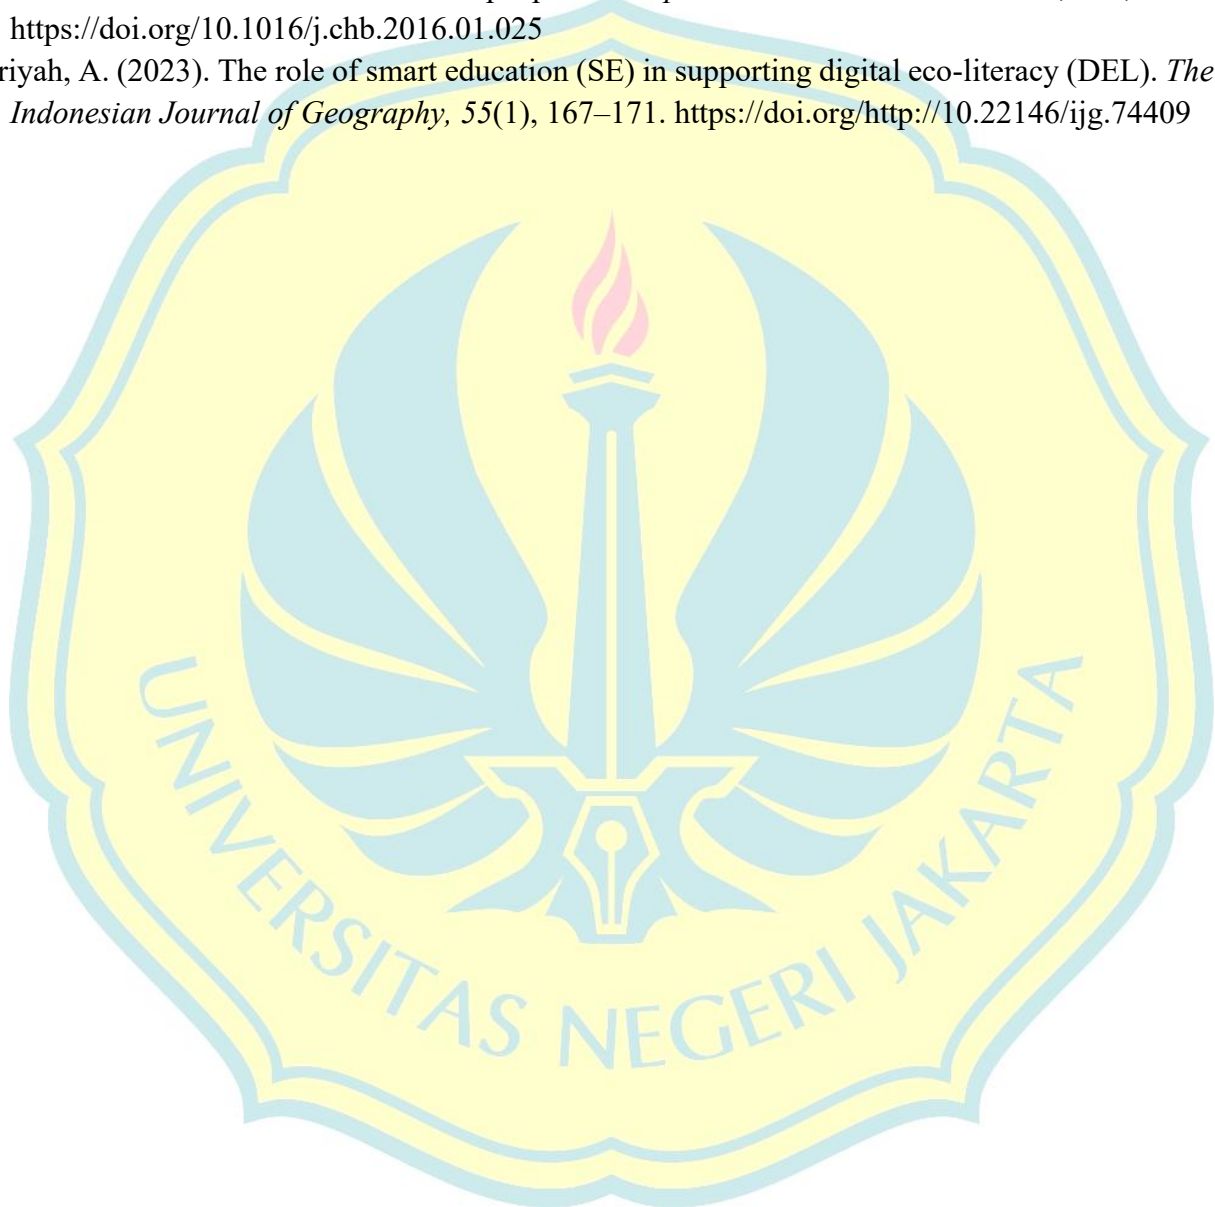 https://doi.org/10.1016/j.chb.2016.01.025
riyah, A. (2023). The role of smart education (SE) in supporting digital eco-literacy (DEL). The
Indonesian Journal of Geography, 55(1), 167–171. https://doi.org/http://10.22146/ijg.74409
UNIVERSITAS NEGERI JAKARTA